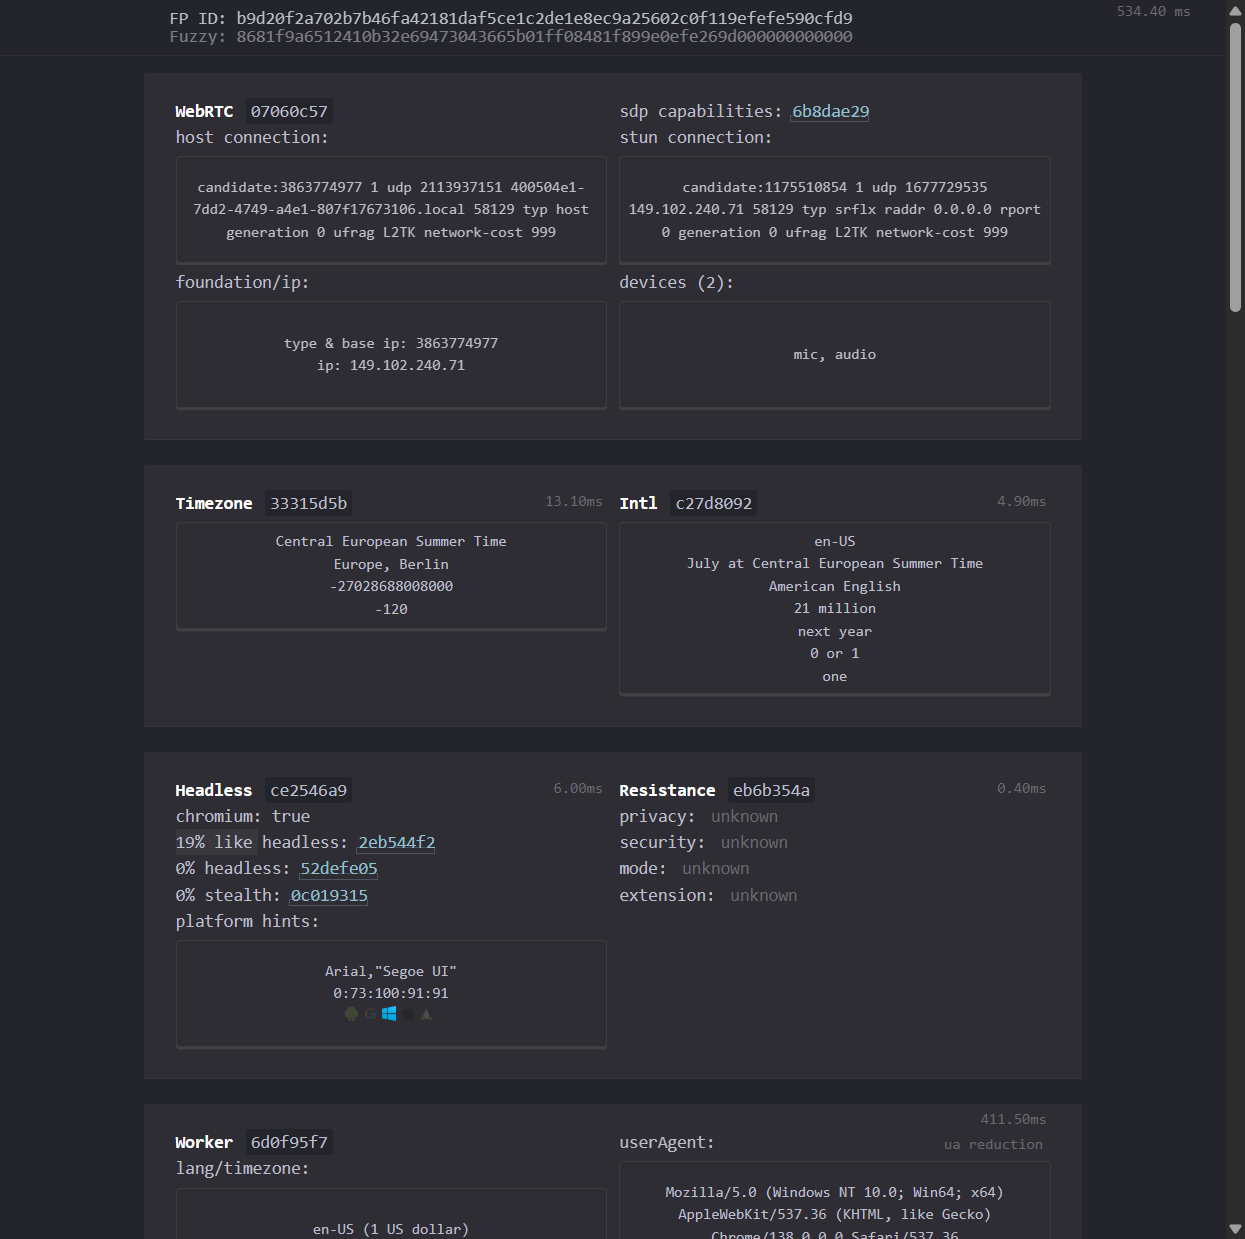 FP ID: b9d20f2a702b7b46fa42181daf5ce1c2de1e8ec9a25602c0f119efefe590cfd9
534.40 ms
Fuzzy: 8681f9a6512410b32e69473043665b01ff08481f899e0efe269d000000000000
WebRTC 07060c57
host connection:
candidate:3863774977 1 udp 2113937151 400504e1-
7dd2-4749-a4e1-807f17673106.local 58129 typ host
generation 0 ufrag L2TK network-cost 999
foundation/ip:
type & base ip: 3863774977
ip: 149.102.240.71
sdp capabilities: 6b8dae29
stun connection:
candidate:1175510854 1 udp 1677729535
149.102.240.71 58129 typ srflx raddr 0.0.0.0 rport
0 generation 0 ufrag L2TK network-cost 999
devices (2):
mic, audio
Timezone 33315d5b 13.10ms
Central European Summer Time
Europe, Berlin
-27028688008000
-120
Intl c27d8092 4.90ms
en-US
July at Central European Summer Time
American English
21 million
next year
0 or 1
one
Headless ce2546a9 6.00ms
chromium: true
19% like headless: 2eb544f2
0% headless: 52defe05
0% stealth: 0c019315
platform hints:
Arial,"Segoe UI"
0:73:100:91:91
Resistance eb6b354a 0.40ms
privacy: unknown
security: unknown
mode: unknown
extension: unknown
Worker 6d0f95f7
lang/timezone:
en-US (1 US dollar)
411.50ms
userAgent: ua reduction
Mozilla/5.0 (Windows NT 10.0; Win64; x64)
AppleWebKit/537.36 (KHTML, like Gecko)
Chrome/138.0.0.0 Safari/537.36